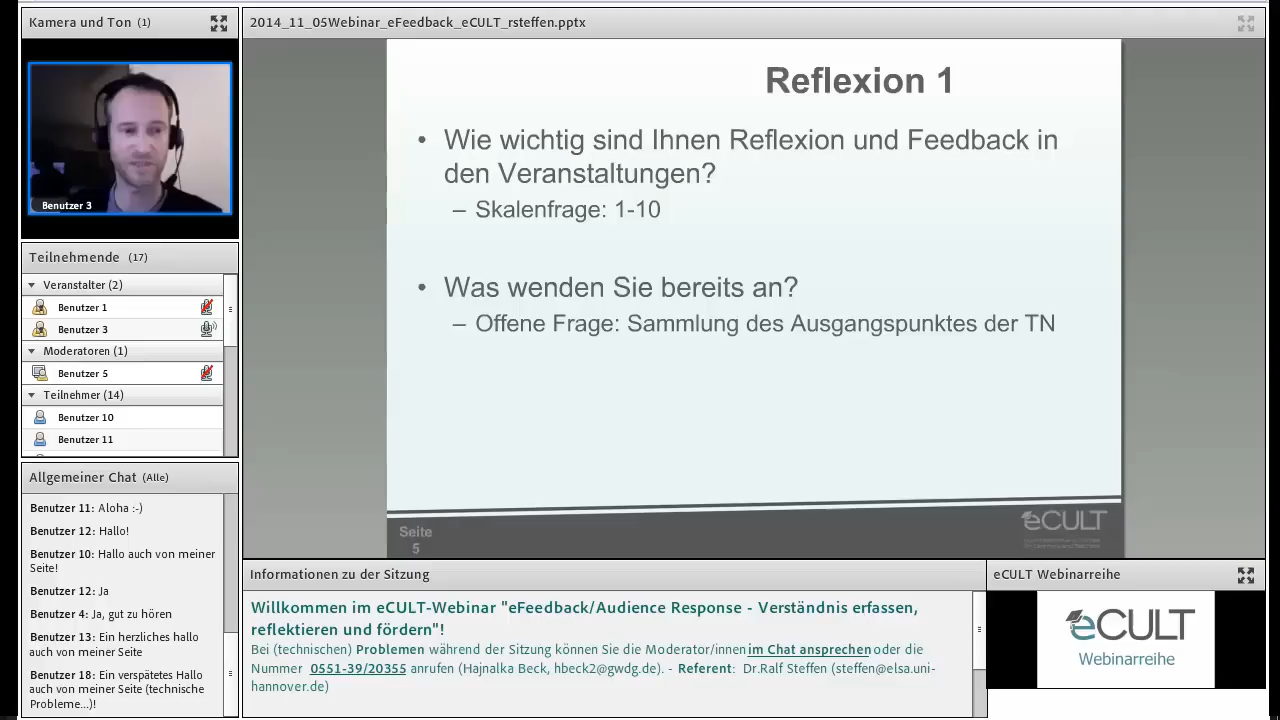 Kamera und Ton (1)
Benutzer 3
Teilnehmende (17)
Veranstalter (2)
Benutzer 1
Benutzer 3
Moderatoren (1)
Benutzer 5
Teilnehmer (14)
Benutzer 10
Benutzer 11
Allgemeiner Chat (Alle)
Benutzer 11: Aloha :-)
Benutzer 12: Hallo!
Benutzer 10: Hallo auch von meiner
Seite!
Benutzer 12: Ja
Benutzer 4: Ja, gut zu hören
Benutzer 13: Ein herzliches hallo
auch von meiner Seite
Benutzer 18: Ein verspätetes Hallo
auch von meiner Seite (technische
Probleme...)!
2014_11_05Webinar_eFeedback_eCULT_rsteffen.pptx
Reflexion 1
• Wie wichtig sind Ihnen Reflexion und Feedback in
den Veranstaltungen?
– Skalenfrage: 1-10
• Was wenden Sie bereits an?
– Offene Frage: Sammlung des Ausgangspunktes der TN
Seite
5
eCULT
Informationen zu der Sitzung
Willkommen im eCULT-Webinar "eFeedback/Audience Response - Verständnis erfassen,
reflektieren und fördern"!
Bei (technischen) Problemen während der Sitzung können Sie die Moderator/innen im Chat ansprechen oder die
Nummer 0551-39/20355 anrufen (Hajnalka Beck, hbeck2@gwdg.de). - Referent: Dr.Ralf Steffen (steffen@elsa.uni-
hannover.de)
eCULT Webinarreihe
eCULT
Webinarreihe